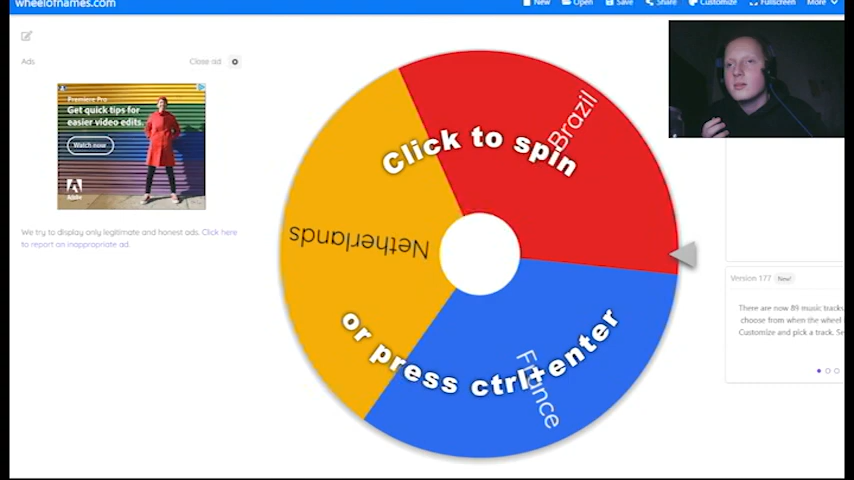 wheelofnames.com
New Open Save Share Customize Fullscreen More
Ads
Close ad
Premiere Pro
Get quick tips for
easier video edits.
Watch now
Adobe
We try to display only legitimate and honest ads. Click here
to report an inappropriate ad.
Click to spin
or press ctrl+enter
Brazil
Netherlands
France
Version 177 New!
There are now 89 music tracks
choose from when the wheel
Customize and pick a track. Se